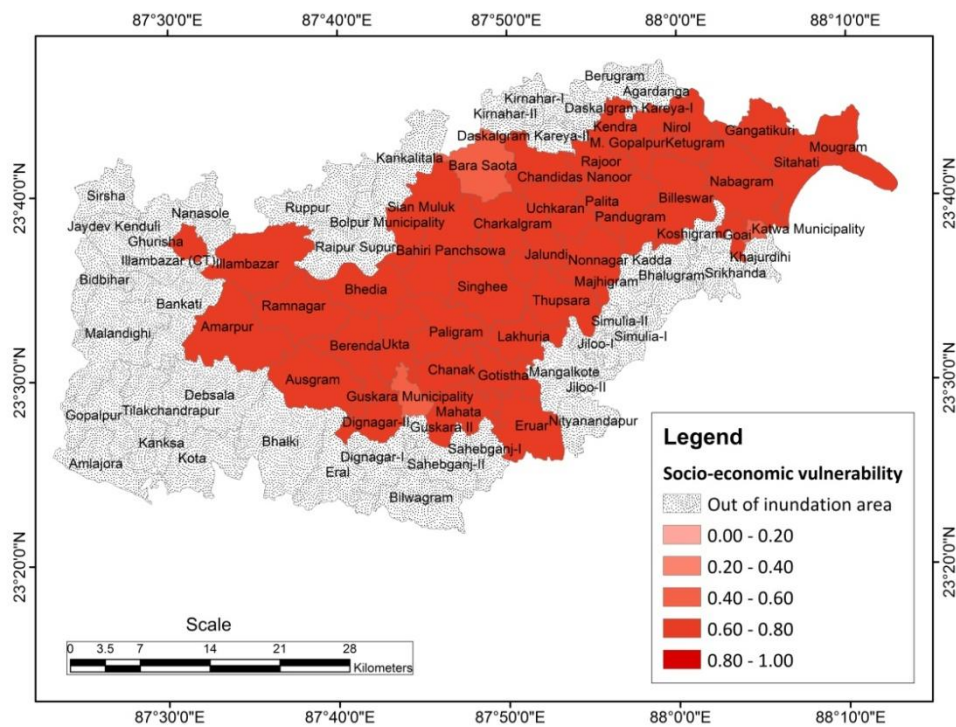 87°30'0"E 87°40'0"E 87°50'0"E 88°0'0"E 88°10'0"E
Berugram
Kirnahar-I Agardanga
Kirnahar-II Daskalgram Kareya-I
Daskalgram Kareya-II Kendra Nirol Gangatikuri
M. Gopalpur Ketugram Mougram
Kankalitala Bara Saota Rajoor Sitahati
Chandidas Nanoor Nabagram
23°40'0"N 23°40'0"N
Sirsha Nanasole Ruppur Sian Muluk Uchkaran Palita Billeswar
Jaydev Kenduli Bolpur Municipality Charkalgram Pandugram
Ghurisha Raipur Supur Bahiri Panchsowa Koshigram Goai Katwa Municipality
Illambazar (CT) Illambazar Jalundi Nonnagar Kadda Khajurdihi
Bidbihar Bhedia Singhee Majhigram Bhalugram Srikhanda
Bankati Ramnagar Thupsara
Malandighi Amarpur Paligram Lakhuria Simulia-II Simulia-I
Berenda Ukta Jiloo-I
23°30'0"N 23°30'0"N
Ausgram Chanak Gotistha Mangalkote
Debsala Guskara Municipality Jiloo-II
Gopalpur Tilakchandrapur Mahata
Dignagar-II Guskara II Eruar Nityanandapur
Kanksa Bhalki Sahebganj-I
Amlajora Kota Eral Dignagar-I Sahebganj-II
Bilwagram
Legend
Socio-economic vulnerability
Out of inundation area
0.00 - 0.20
0.20 - 0.40
0.40 - 0.60
0.60 - 0.80
0.80 - 1.00
23°20'0"N 23°20'0"N
Scale
0 3.5 7 14 21 28
Kilometers
87°30'0"E 87°40'0"E 87°50'0"E 88°0'0"E 88°10'0"E